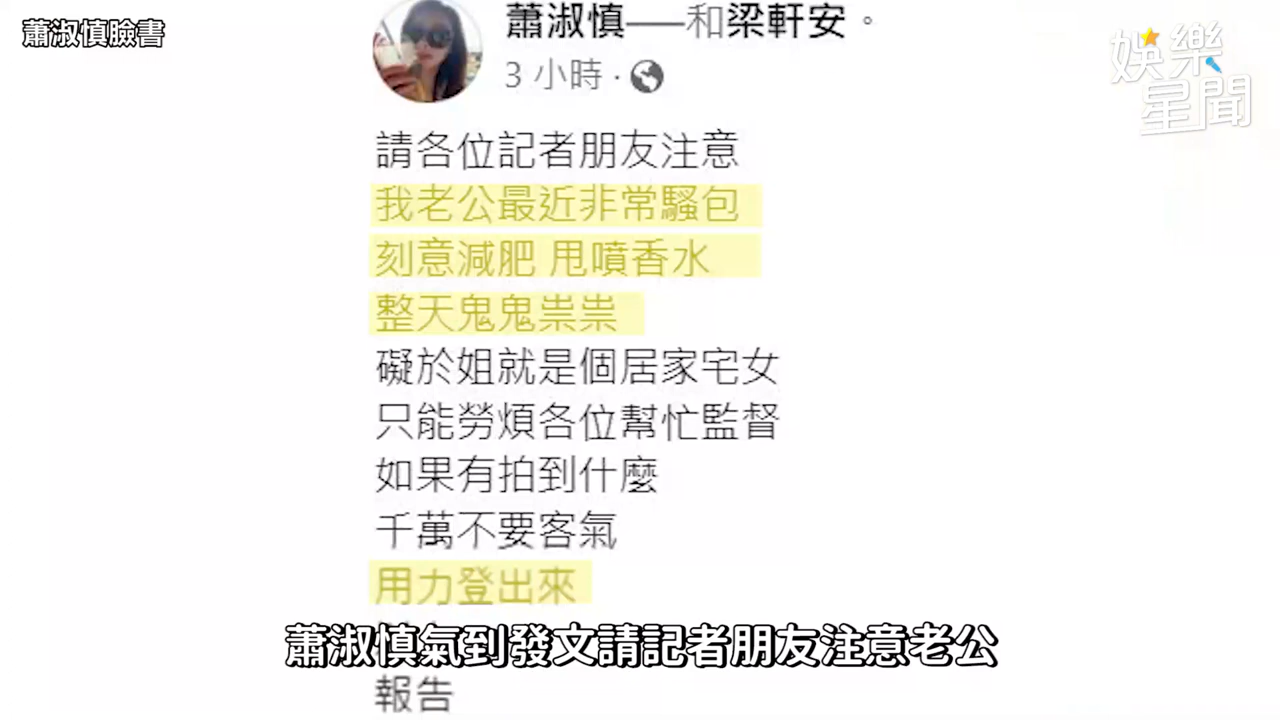 蕭淑慎臉書
蕭淑慎──和梁軒安。
3 小時 ·
娛樂
星聞
請各位記者朋友注意
我老公最近非常騷包
刻意減肥 甩噴香水
整天鬼鬼祟祟
礙於姐就是個居家宅女
只能勞煩各位幫忙監督
如果有拍到什麼
千萬不要客氣
用力登出來
蕭淑慎氣到發文請記者朋友注意老公
報告